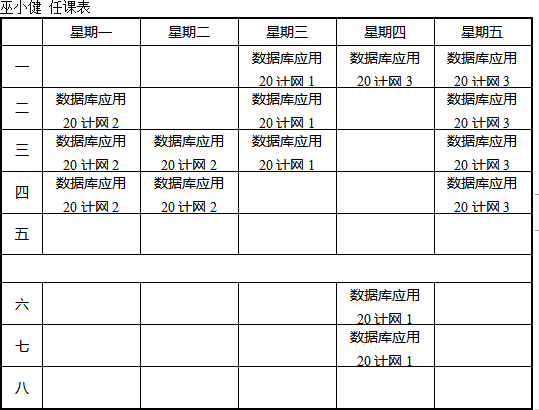 巫小健 任课表
星期一 星期二 星期三 星期四 星期五
一 数据库应用 数据库应用 数据库应用
20 计网 1 20 计网 3 20 计网 3
二 数据库应用 数据库应用 数据库应用
20 计网 2 20 计网 1 20 计网 3
三 数据库应用 数据库应用 数据库应用 数据库应用
20 计网 2 20 计网 2 20 计网 1 20 计网 3
四 数据库应用 数据库应用 数据库应用
20 计网 2 20 计网 2 20 计网 3
五
六 数据库应用
20 计网 1
七 数据库应用
20 计网 1
八